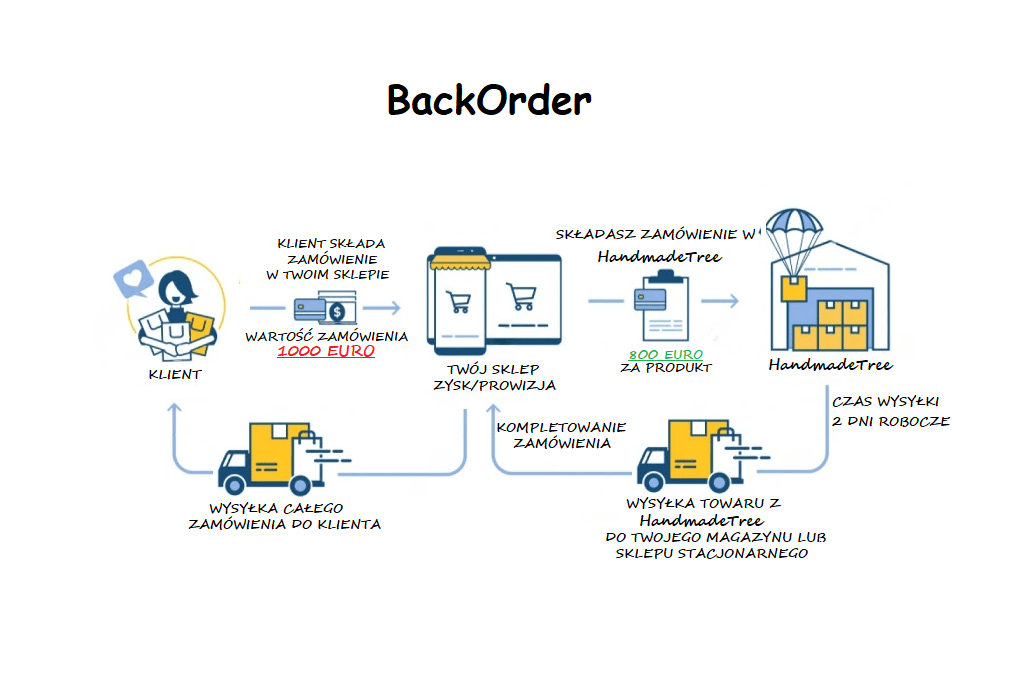 BackOrder
KLIENT SKŁADA
ZAMÓWIENIE
W TWOIM SKLEPIE
WARTOŚĆ ZAMÓWIENIA
1000 EURO
KLIENT
TWÓJ SKLEP
ZYSK/PROWIZJA
SKŁADASZ ZAMÓWIENIE W
HandmadeTree
800 EURO
ZA PRODUKT
HandmadeTree
CZAS WYSYŁKI
2 DNI ROBOCZE
KOMPLETOWANIE
ZAMÓWIENIA
WYSYŁKA TOWARU Z
HandmadeTree
DO TWOJEGO MAGAZYNU LUB
SKLEPU STACJONARNEGO
WYSYŁKA CAŁEGO
ZAMÓWIENIA DO KLIENTA